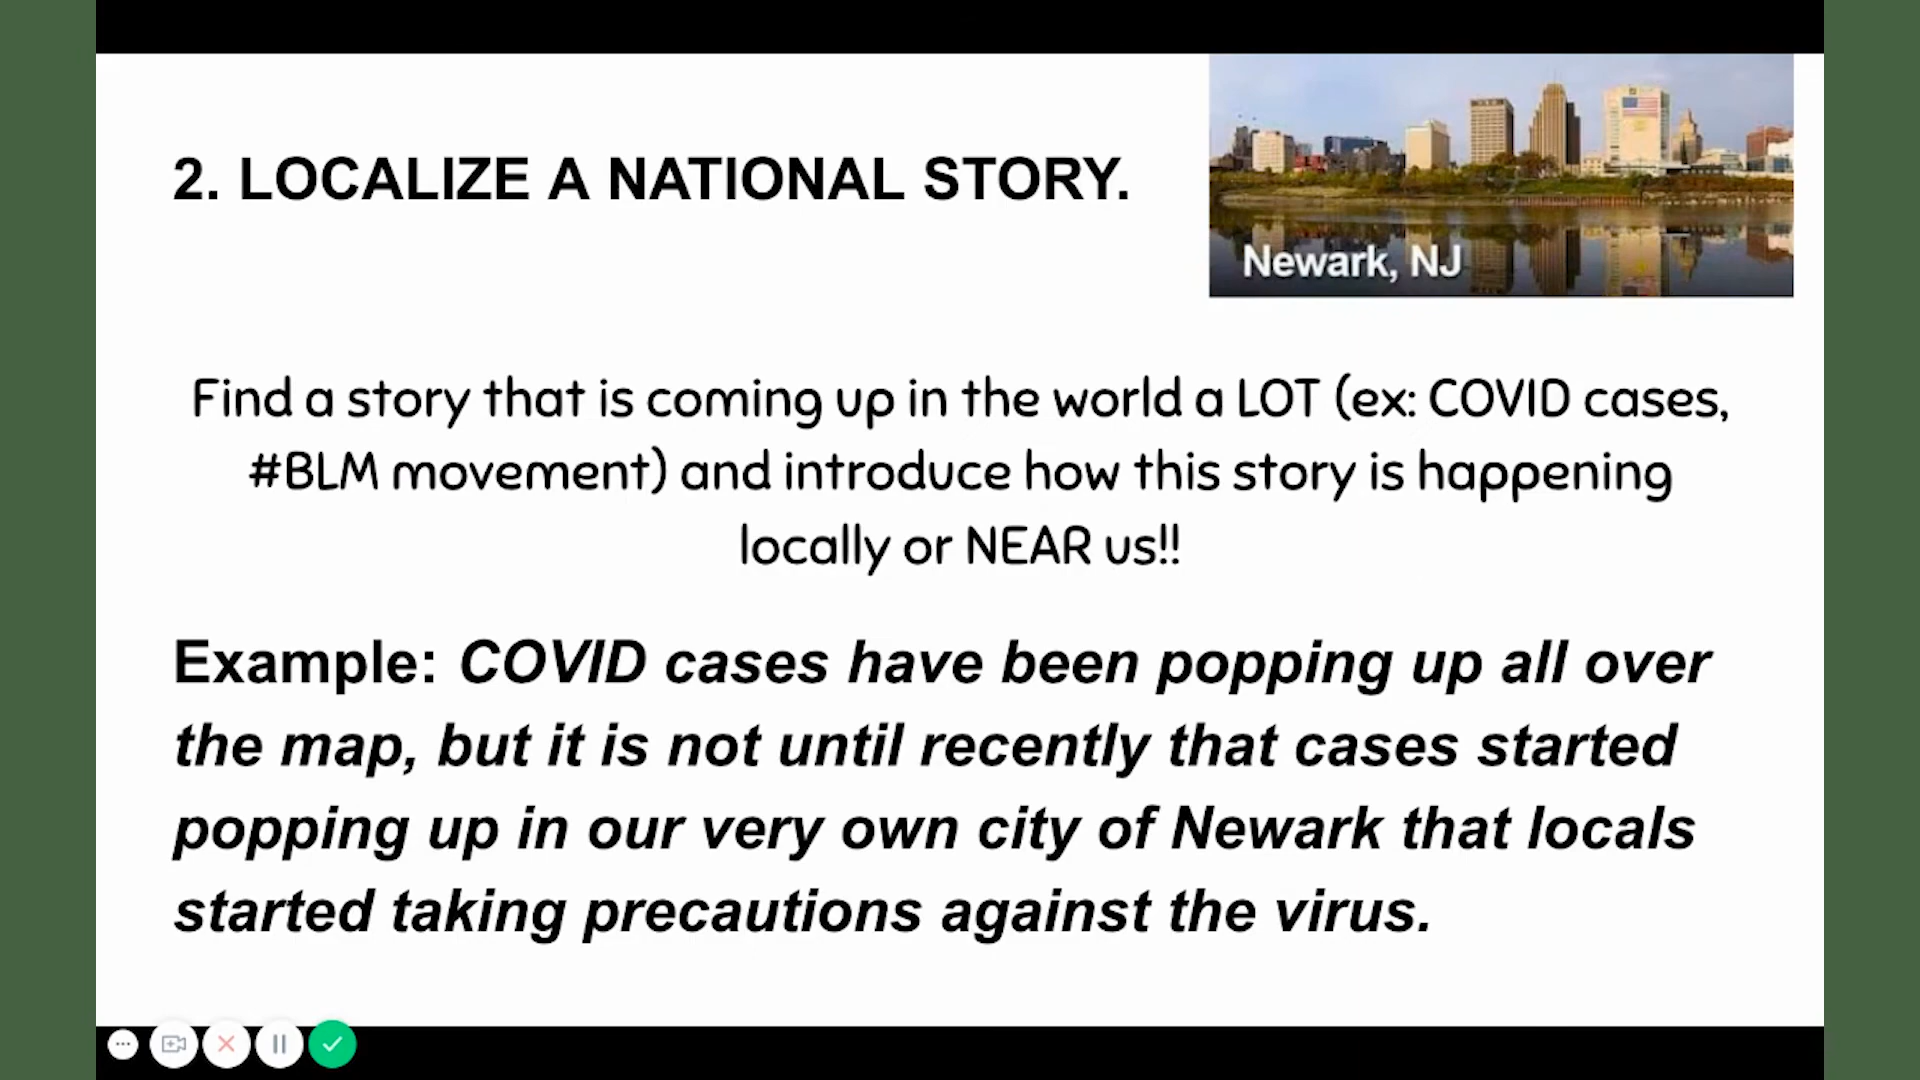 2. LOCALIZE A NATIONAL STORY.
Newark, NJ
Find a story that is coming up in the world a LOT (ex: COVID cases,
#BLM movement) and introduce how this story is happening
locally or NEAR us!!
Example: COVID cases have been popping up all over
the map, but it is not until recently that cases started
popping up in our very own city of Newark that locals
started taking precautions against the virus.